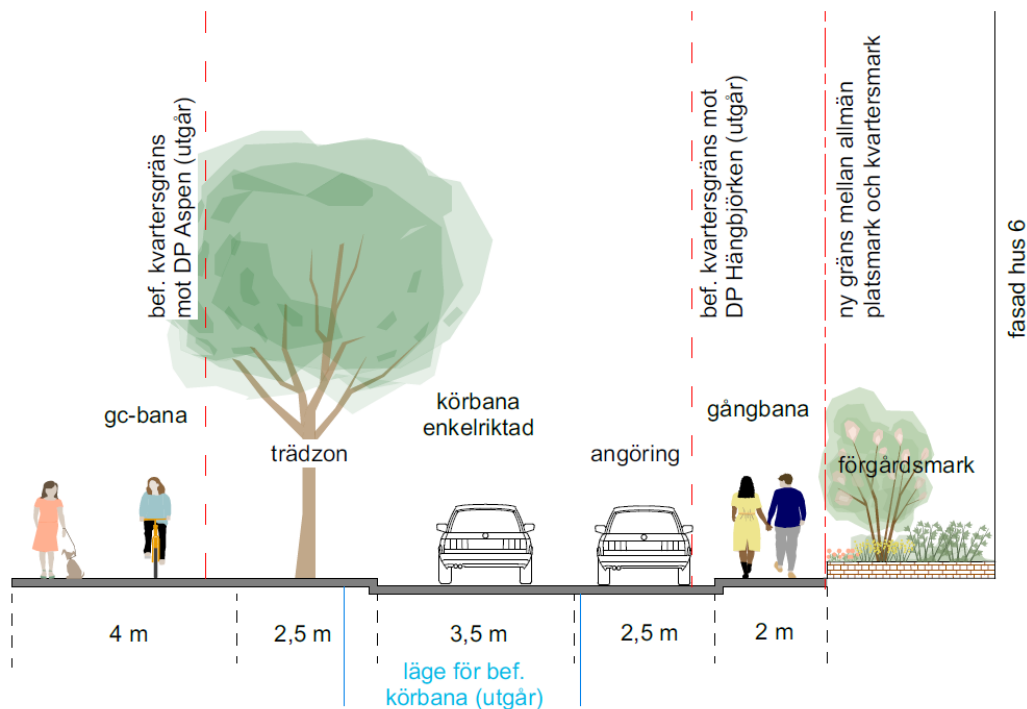 bef. kvartersgräns
mot DP Aspen (utgår)
bef. kvartersgräns mot
DP Hängbjörken (utgår)
ny gräns mellan allmän
platsmark och kvartersmark
fasad hus 6
gc-bana
trädzon
körbana
enkelriktad
angöring
gångbana
förgårdsmark
4 m
2,5 m
3,5 m
2,5 m
2 m
läge för bef.
körbana (utgår)